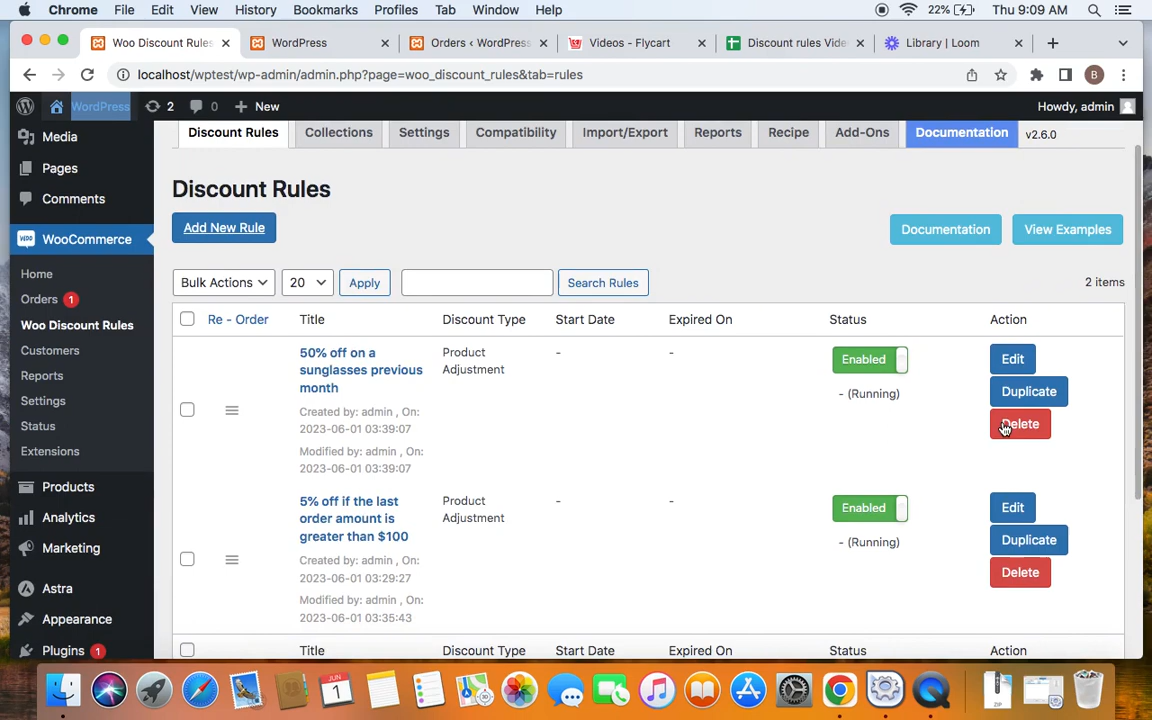 Chrome File Edit View History Bookmarks Profiles Tab Window Help 22% Thu 9:09 AM
Woo Discount Rules WordPress Orders ‹ WordPress Videos - Flycart Discount rules Vide Library | Loom
localhost/wptest/wp-admin/admin.php?page=woo_discount_rules&tab=rules B
WordPress 2 0 New Howdy, admin
Media
Pages
Comments
WooCommerce
Home
Orders 1
Woo Discount Rules
Customers
Reports
Settings
Status
Extensions
Products
Analytics
Marketing
Astra
Appearance
Plugins 1
Discount Rules Collections Settings Compatibility Import/Export Reports Recipe Add-Ons Documentation v2.6.0
Discount Rules
Add New Rule Documentation View Examples
Bulk Actions 20 Apply Search Rules 2 items
Re - Order Title Discount Type Start Date Expired On Status Action
50% off on a
sunglasses previous
month
Created by: admin , On:
2023-06-01 03:39:07
Modified by: admin , On:
2023-06-01 03:39:07
Product
Adjustment
- -
Enabled
- (Running)
Edit
Duplicate
Delete
5% off if the last
order amount is
greater than $100
Created by: admin , On:
2023-06-01 03:29:27
Modified by: admin , On:
2023-06-01 03:35:43
Product
Adjustment
- -
Enabled
- (Running)
Edit
Duplicate
Delete
Title Discount Type Start Date Expired On Status Action
JUN
1
ZIP